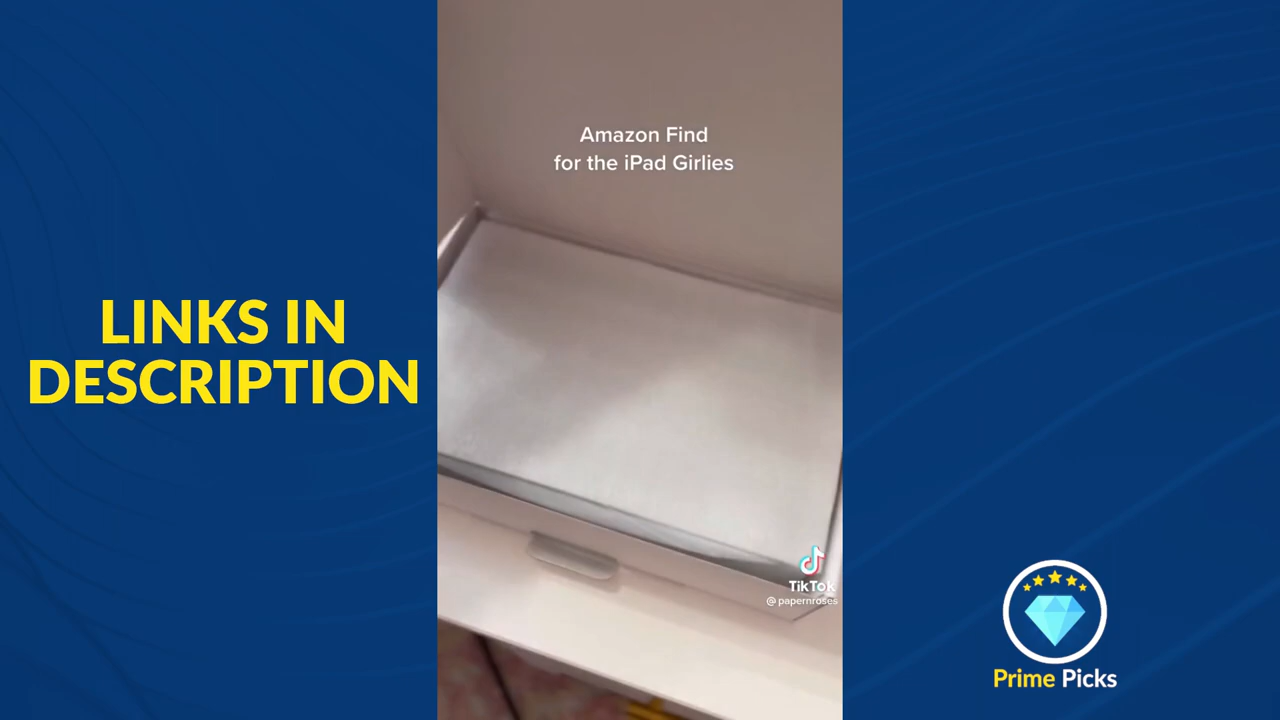 Amazon Find
for the iPad Girlies
LINKS IN
DESCRIPTION
TikTok
@papernroses
Prime Picks